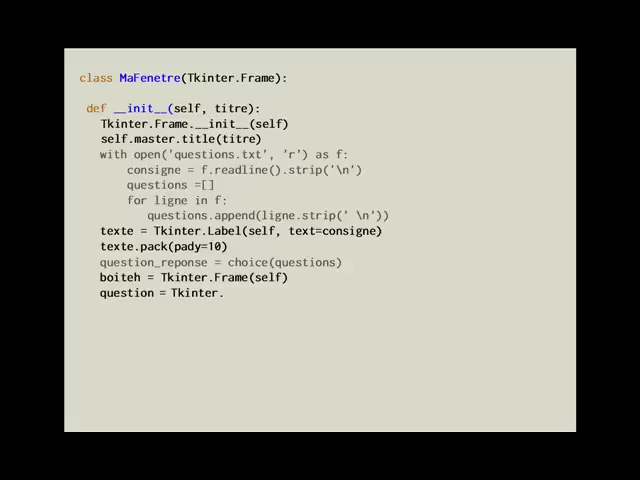 class MaFenetre(Tkinter.Frame):
def __init__(self, titre):
Tkinter.Frame.__init__(self)
self.master.title(titre)
with open('questions.txt', 'r') as f:
consigne = f.readline().strip('\n')
questions =[]
for ligne in f:
questions.append(ligne.strip(' \n'))
texte = Tkinter.Label(self, text=consigne)
texte.pack(pady=10)
question_reponse = choice(questions)
boiteh = Tkinter.Frame(self)
question = Tkinter.